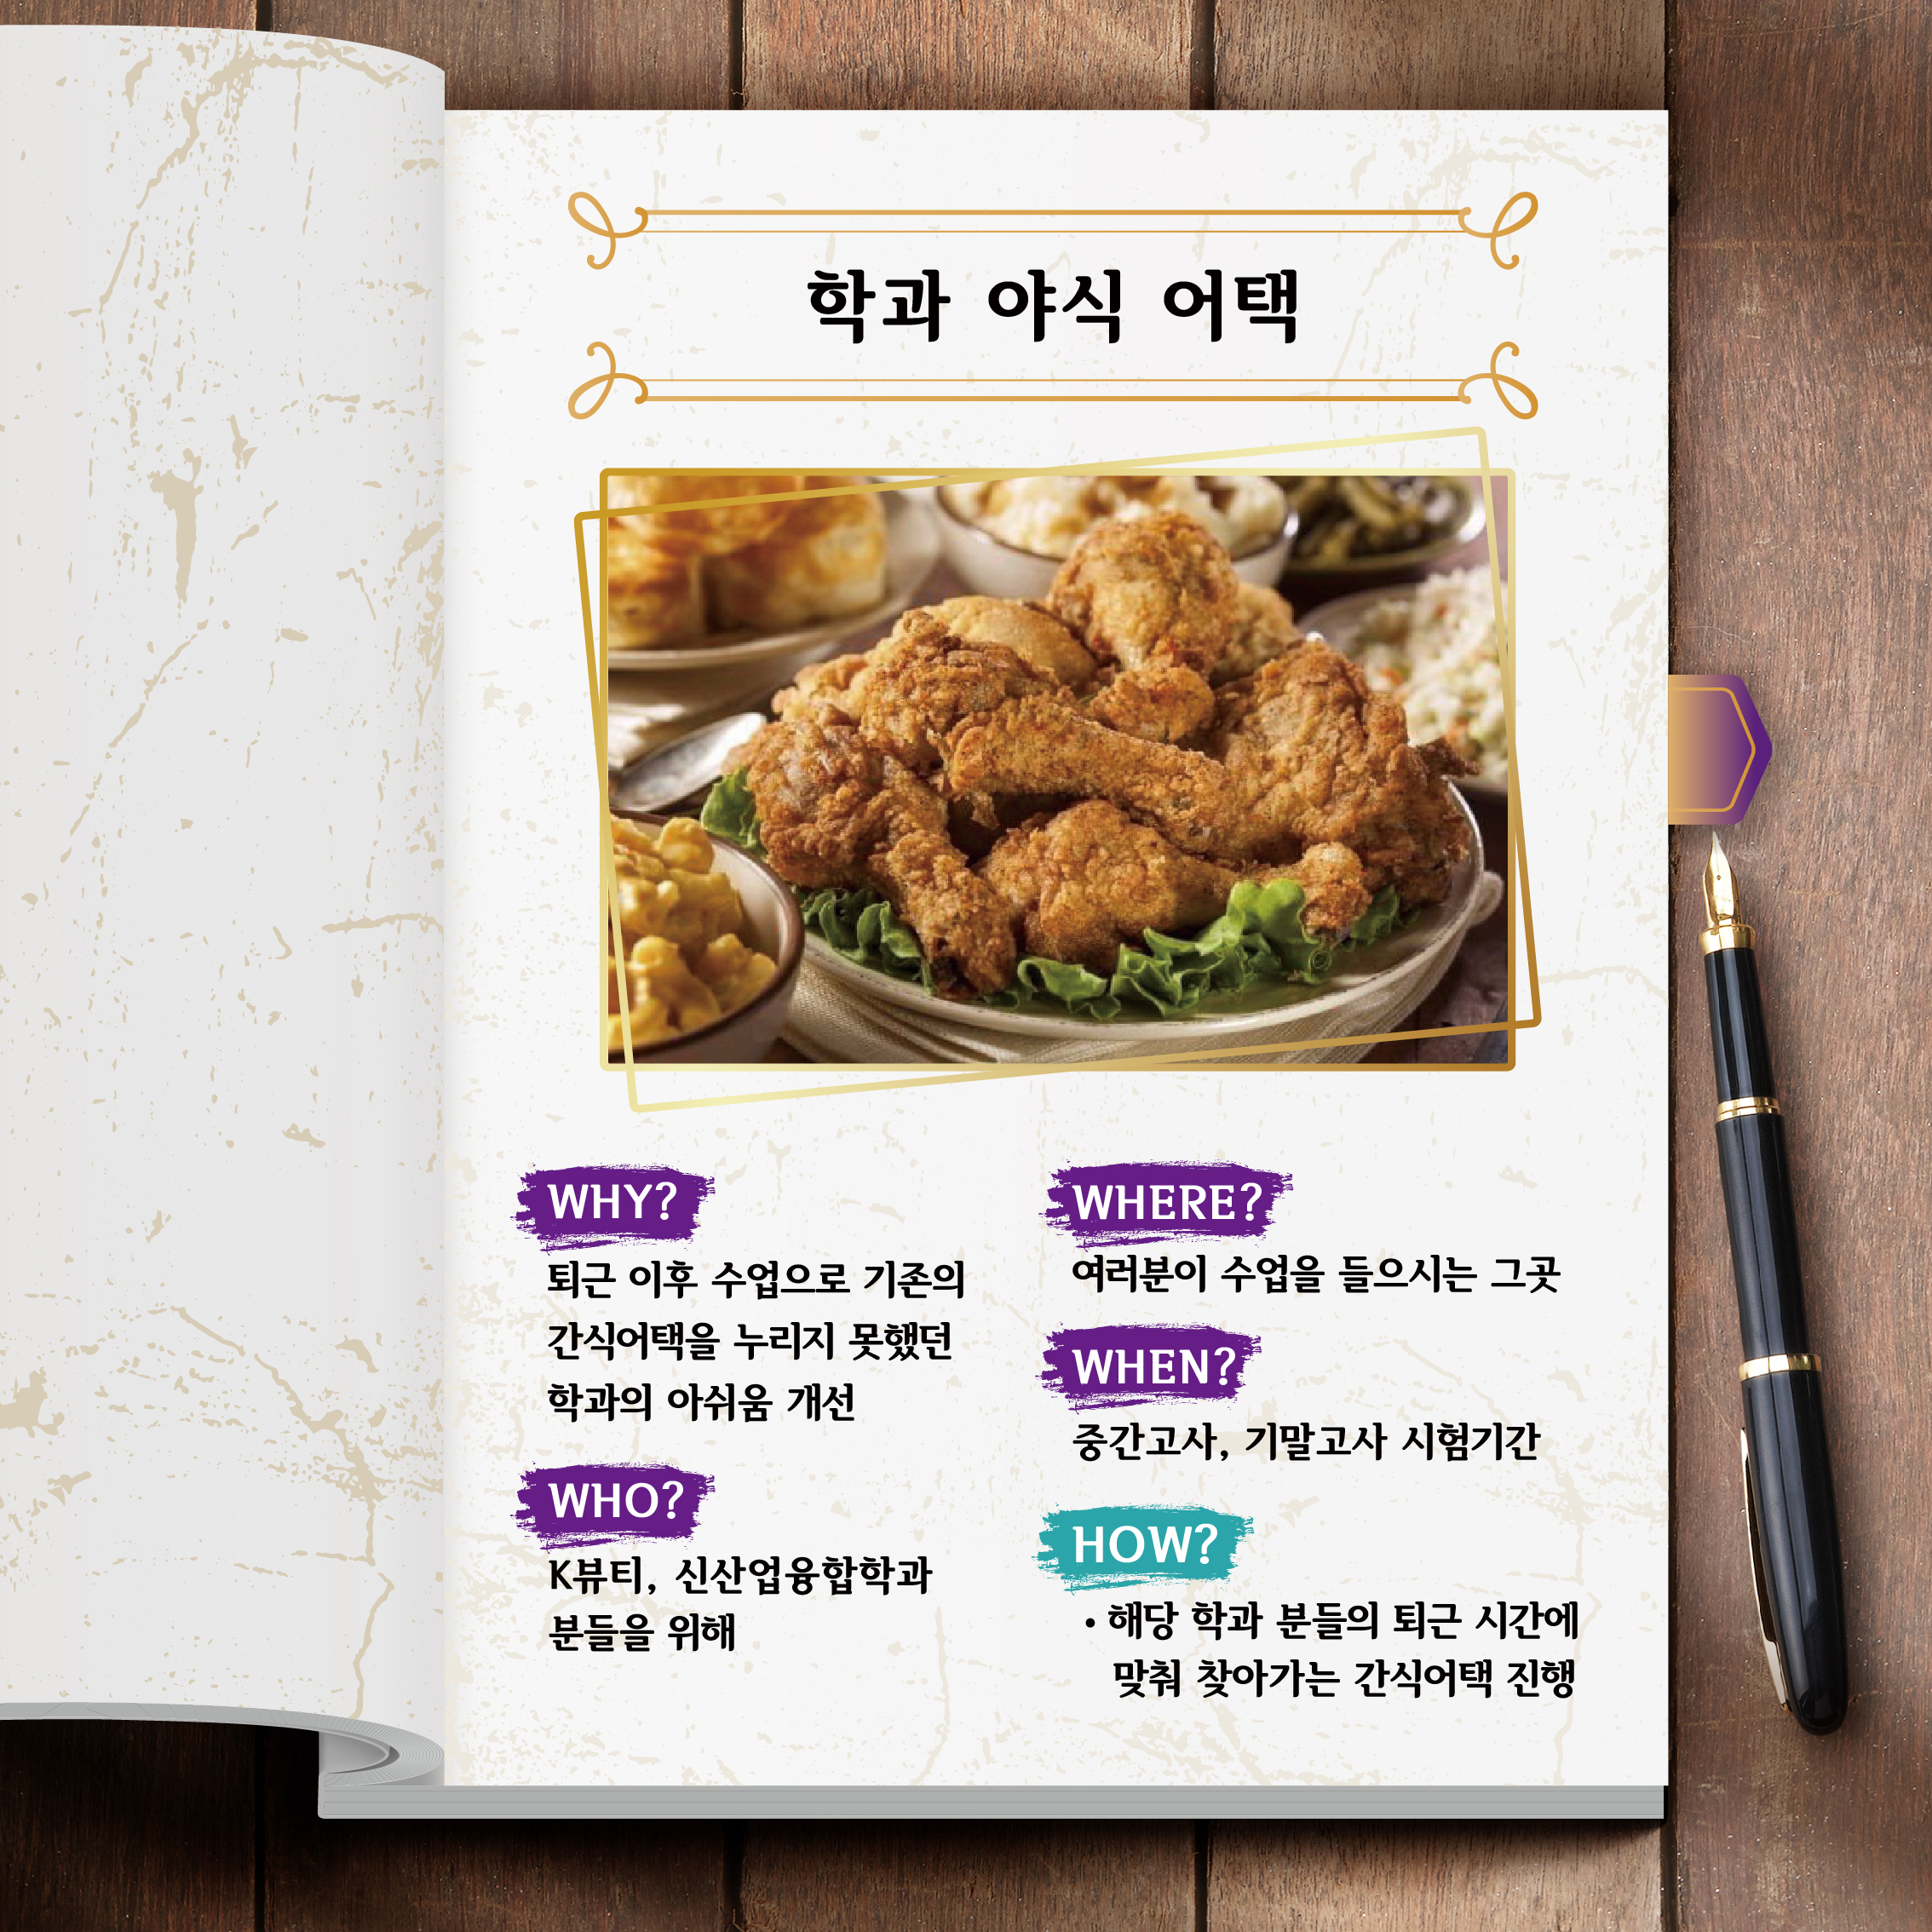 학과 야식 어택
WHY?
퇴근 이후 수업으로 기존의
간식어택을 누리지 못했던
학과의 아쉬움 개선
WHO?
K뷰티, 신산업융합학과
분들을 위해
WHERE?
여러분이 수업을 들으시는 그곳
WHEN?
중간고사, 기말고사 시험기간
HOW?
• 해당 학과 분들의 퇴근 시간에
맞춰 찾아가는 간식어택 진행